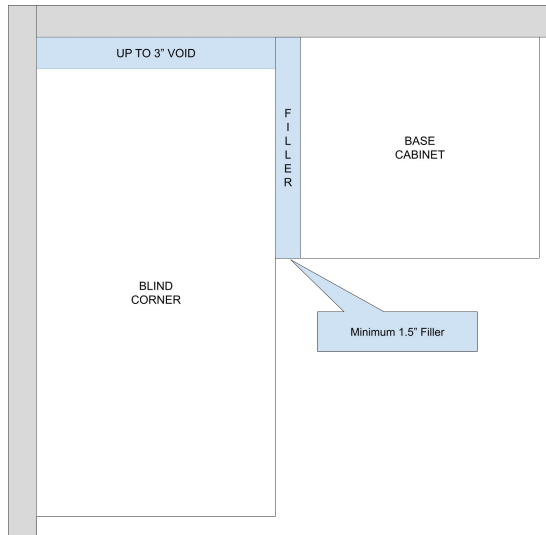 UP TO 3” VOID
F
I
L
L
E
R
BASE
CABINET
BLIND
CORNER
Minimum 1.5” Filler